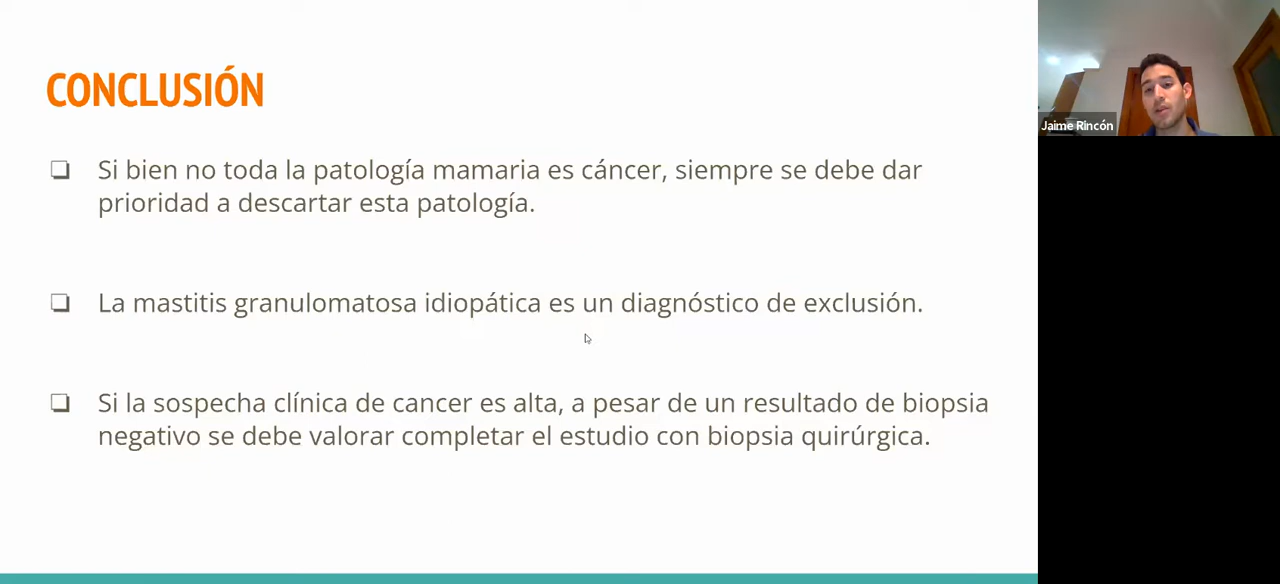 CONCLUSIÓN
Si bien no toda la patología mamaria es cáncer, siempre se debe dar
prioridad a descartar esta patología.
La mastitis granulomatosa idiopática es un diagnóstico de exclusión.
Si la sospecha clínica de cancer es alta, a pesar de un resultado de biopsia
negativo se debe valorar completar el estudio con biopsia quirúrgica.
Jaime Rincón